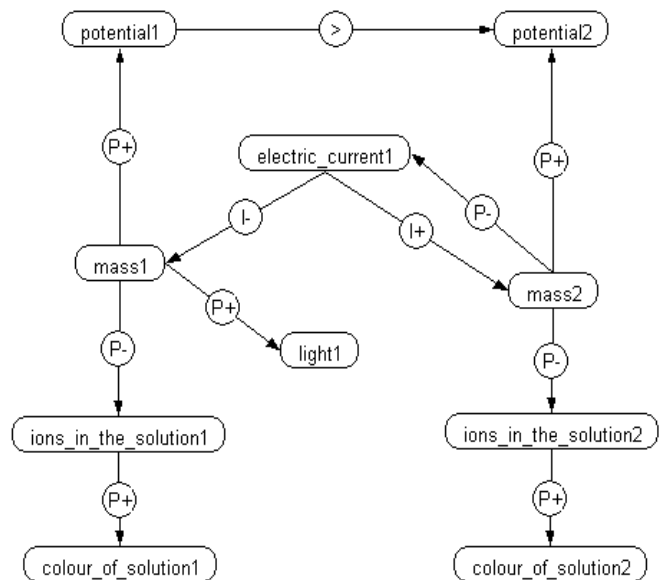 potential1
>
potential2
P+
P+
electric_current1
P-
I-
I+
mass1
mass2
P+
P-
light1
P-
ions_in_the_solution1
ions_in_the_solution2
P+
P+
colour_of_solution1
colour_of_solution2